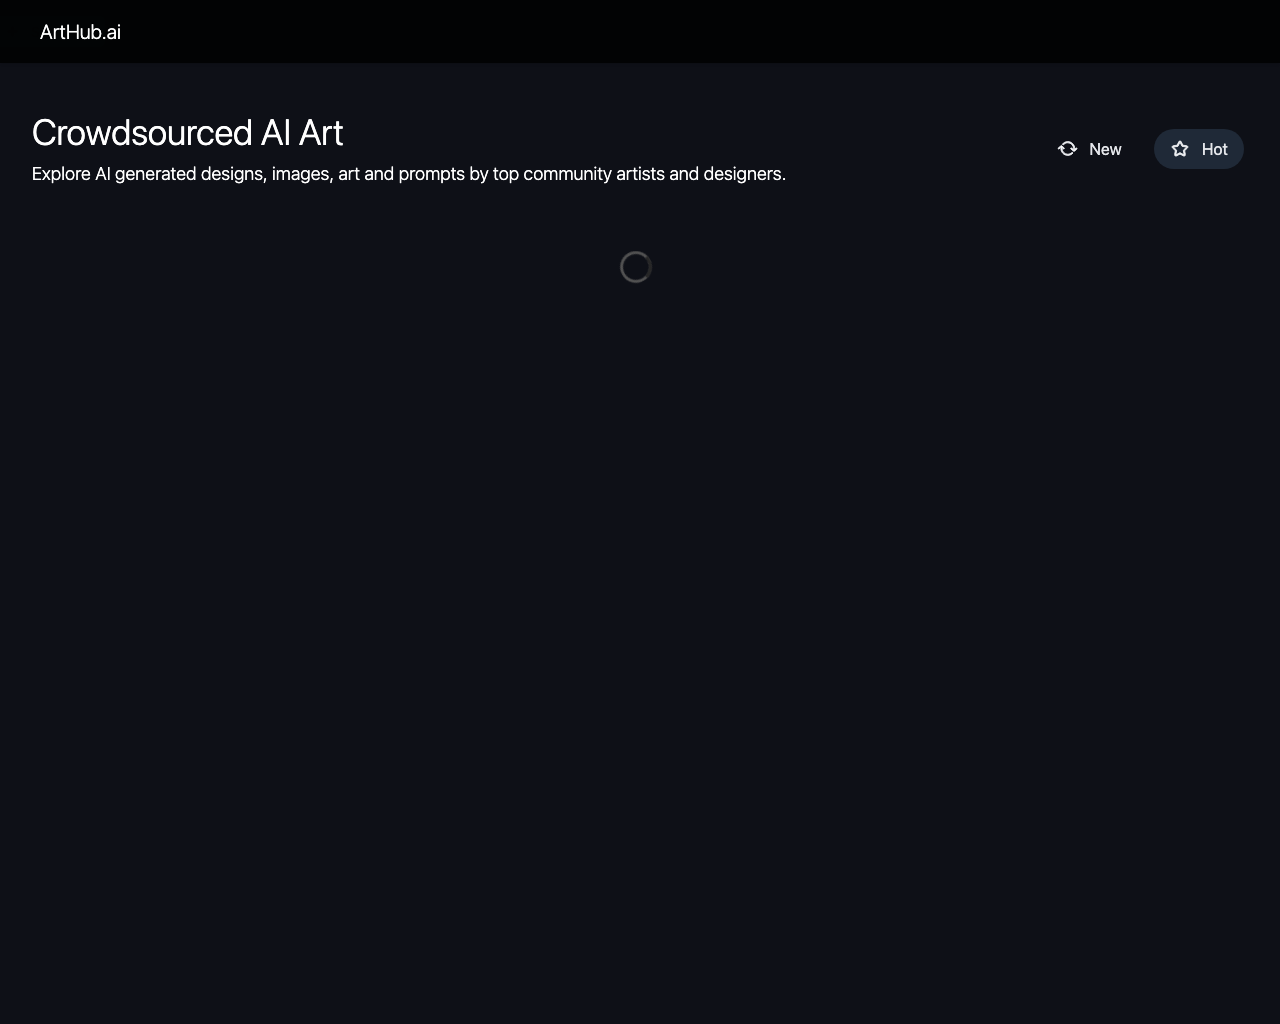 ArtHub.ai
Crowdsourced AI Art
Explore AI generated designs, images, art and prompts by top community artists and designers.
New
Hot